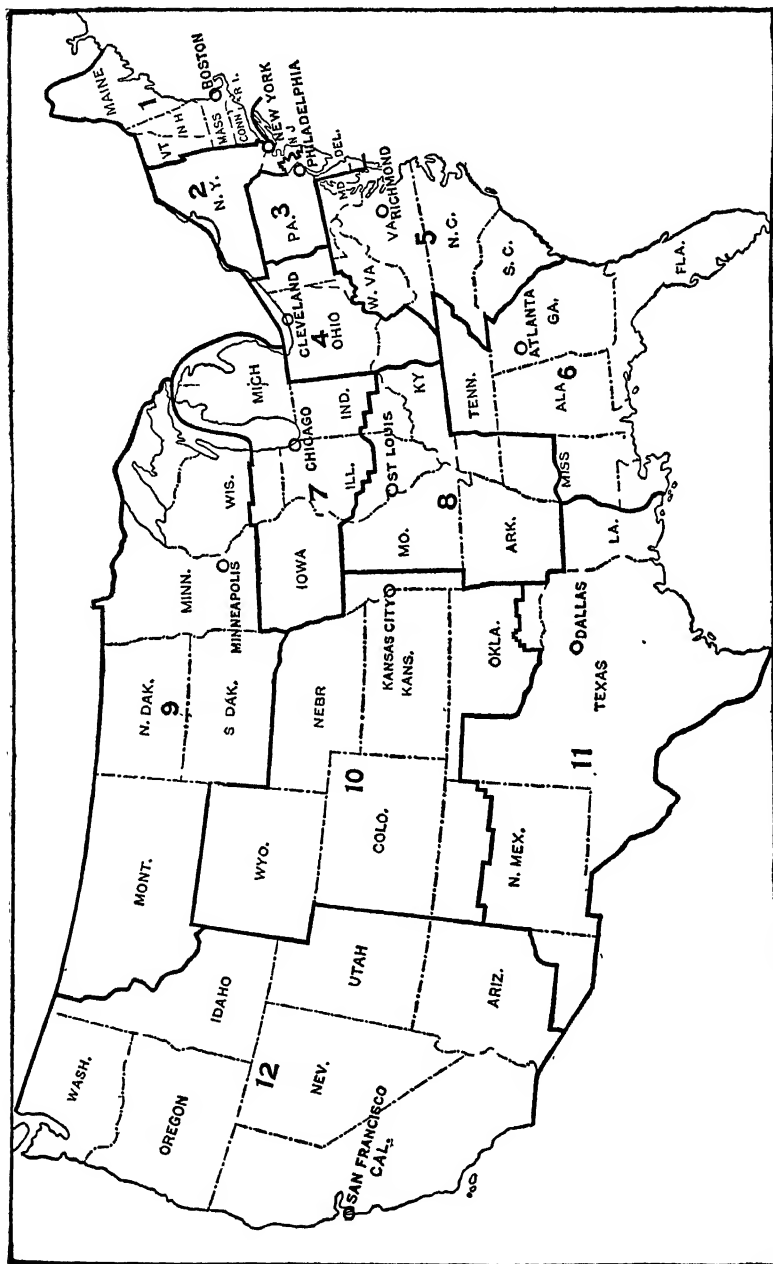 WASH.
OREGON
12
NEV.
SAN FRANCISCO
CAL.
IDAHO
UTAH
ARIZ.
MONT.
WYO.
COLO.
10
N. MEX.
N. DAK.
9
S DAK.
NEBR
KANSAS CITY
KANS.
OKLA.
DALLAS
TEXAS
11
MINN.
MINNEAPOLIS
IOWA
MO.
ARK.
LA.
WIS.
CHICAGO
7
ILL.
ST LOUIS
8
MISS
MICH
IND.
KY
TENN.
ALA
6
CLEVELAND
4
OHIO
W. VA.
ATLANTA
GA.
FLA.
2
N. Y.
3
PA.
MD.
VA.
RICHMOND
5
N. C.
S. C.
MAINE
1
VT
N H
MASS
BOSTON
CONN
R I.
NEW YORK
N J
PHILADELPHIA
DEL.